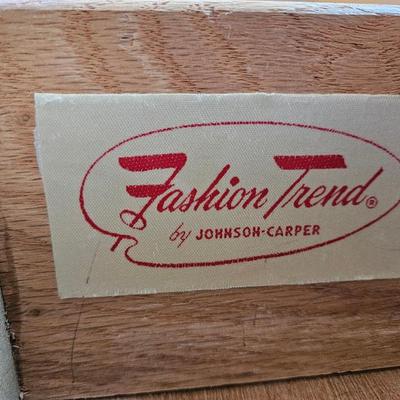 Fashion Trend®
by JOHNSON-CARPER